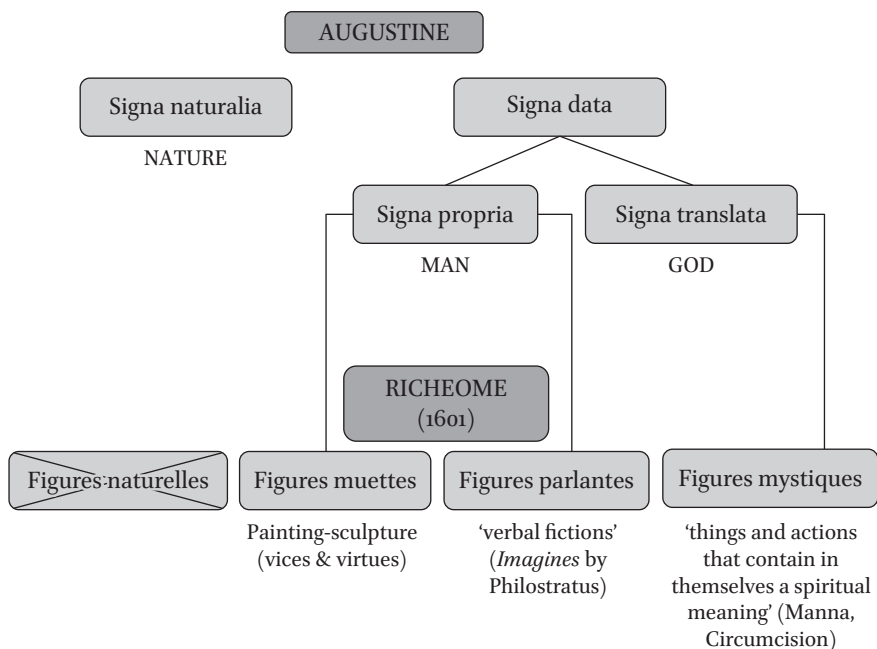 AUGUSTINE
Signa naturalia
Signa data
NATURE
Signa propria
Signa translata
MAN
GOD
RICHEOME
(1601)
Figures naturelles
Figures muettes
Figures parlantes
Figures mystiques
Painting-sculpture
(vices & virtues)
‘verbal fictions’
(Imagines by
Philostratus)
‘things and actions
that contain in
themselves a spiritual
meaning’ (Manna,
Circumcision)